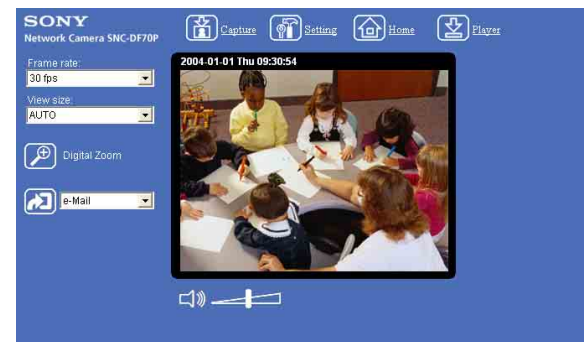 SONY
Network Camera SNC-DF70P
Capture
Setting
Home
Player
Frame rate:
30 fps
View size:
AUTO
Digital Zoom
e-Mail
2004-01-01 Thu 09:30:54